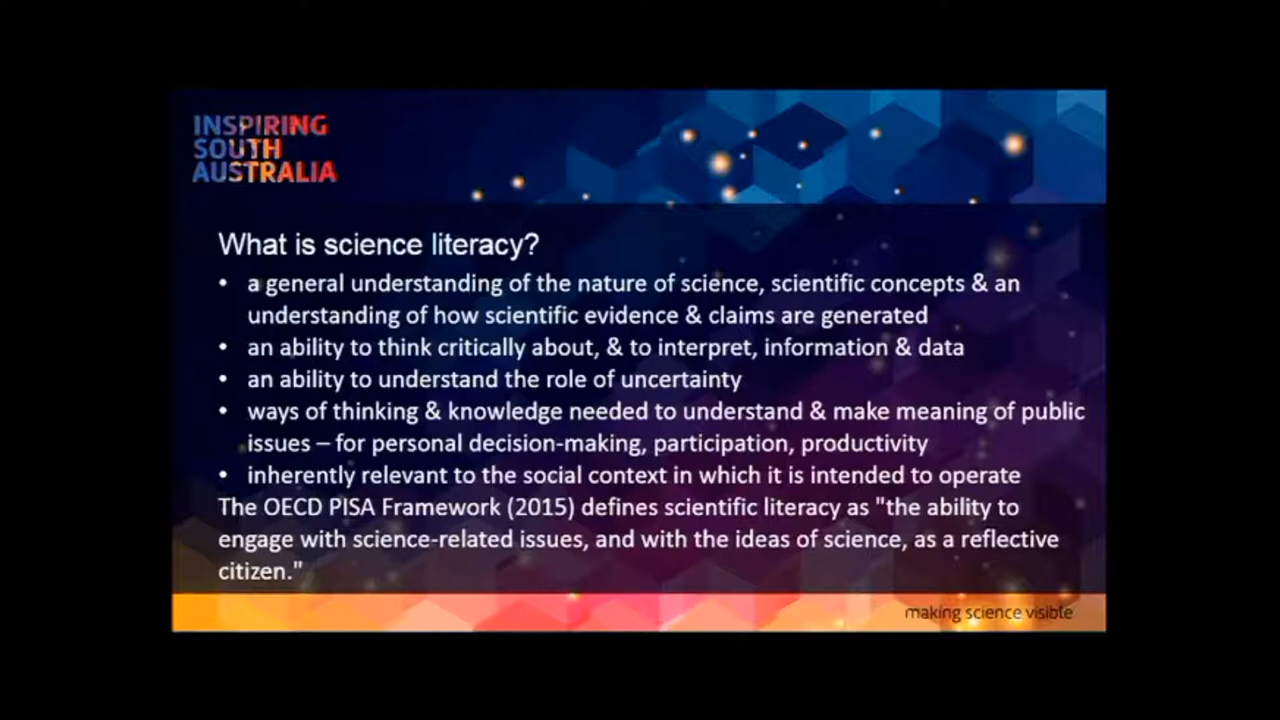 INSPIRING
SOUTH
AUSTRALIA
What is science literacy?
• a general understanding of the nature of science, scientific concepts & an
understanding of how scientific evidence & claims are generated
• an ability to think critically about, & to interpret, information & data
• an ability to understand the role of uncertainty
• ways of thinking & knowledge needed to understand & make meaning of public
issues – for personal decision-making, participation, productivity
• inherently relevant to the social context in which it is intended to operate
The OECD PISA Framework (2015) defines scientific literacy as "the ability to
engage with science-related issues, and with the ideas of science, as a reflective
citizen."
making science visible